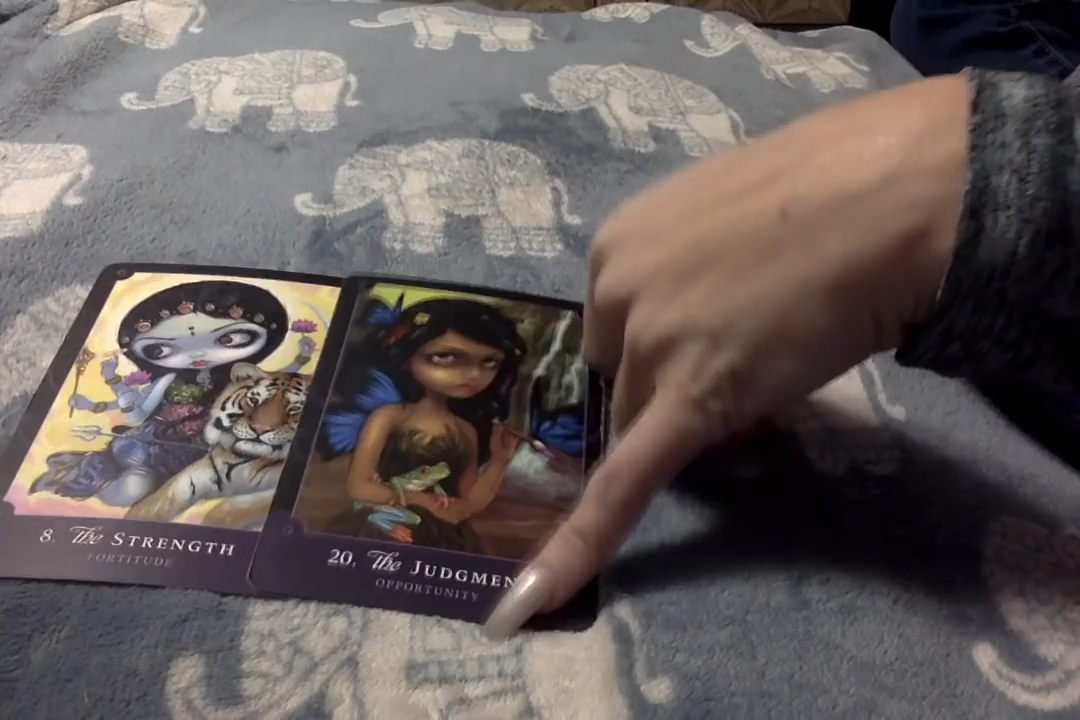 8. The STRENGTH
FORTITUDE
20. The JUDGMEN
OPPORTUNITY